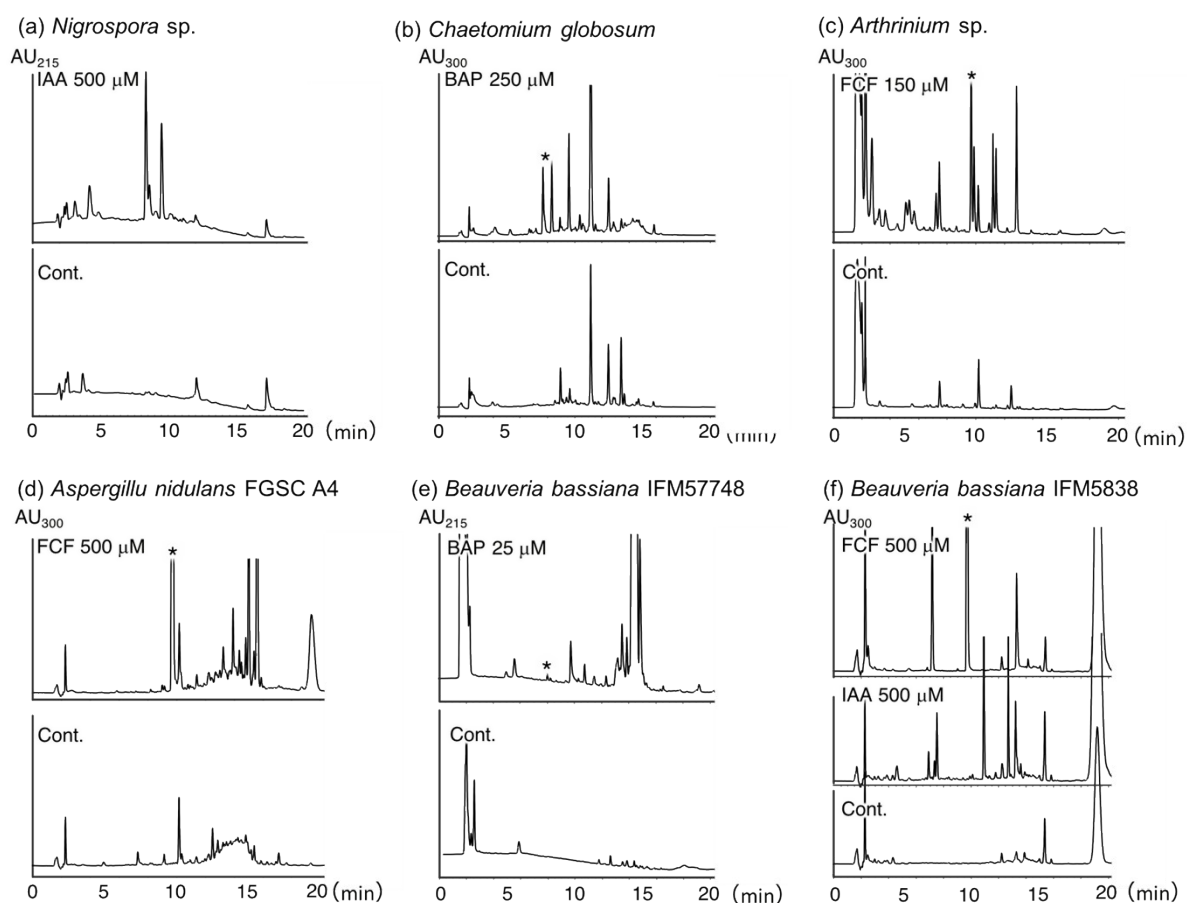 (a) Nigrospora sp.
AU215
IAA 500 μM
Cont.
0 5 10 15 20 (min)
(b) Chaetomium globosum
AU300
BAP 250 μM
*
Cont.
0 5 10 15 20
(c) Arthrinium sp.
AU300
FCF 150 μM
*
Cont.
0 5 10 15 20 (min)
(d) Aspergillu nidulans FGSC A4
AU300
FCF 500 μM
*
Cont.
0 5 10 15 20 (min)
(e) Beauveria bassiana IFM57748
AU215
BAP 25 μM
*
Cont.
0 5 10 15 20 (min)
(f) Beauveria bassiana IFM5838
AU300
FCF 500 μM
*
IAA 500 μM
Cont.
0 5 10 15 20 (min)